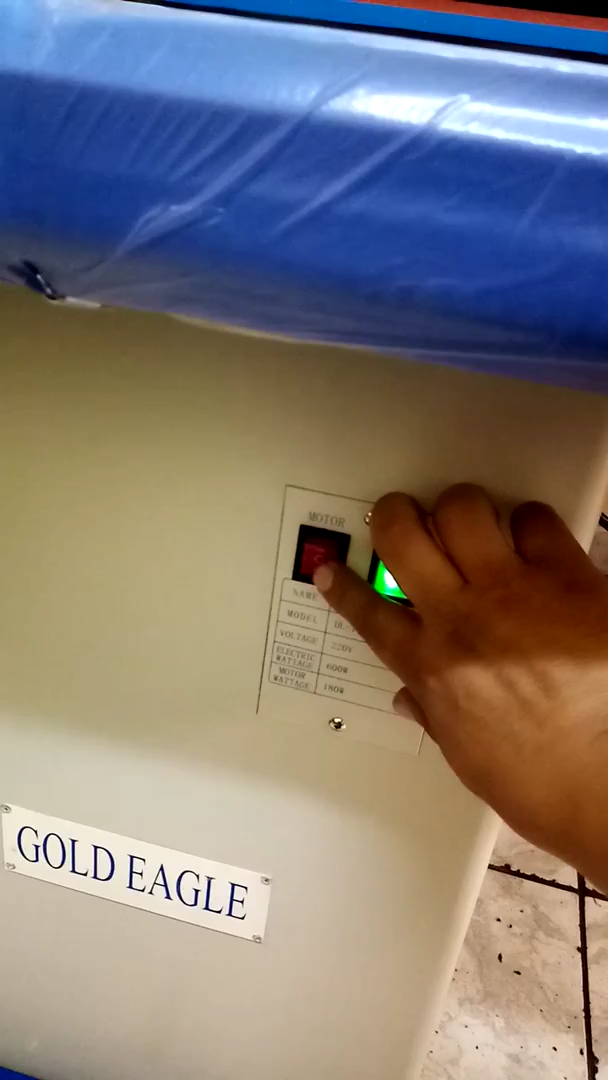 MOTOR
NAME
MODEL
VOLTAGE 220V
ELECTRIC WATTAGE 600W
MOTOR WATTAGE 180W
GOLD EAGLE